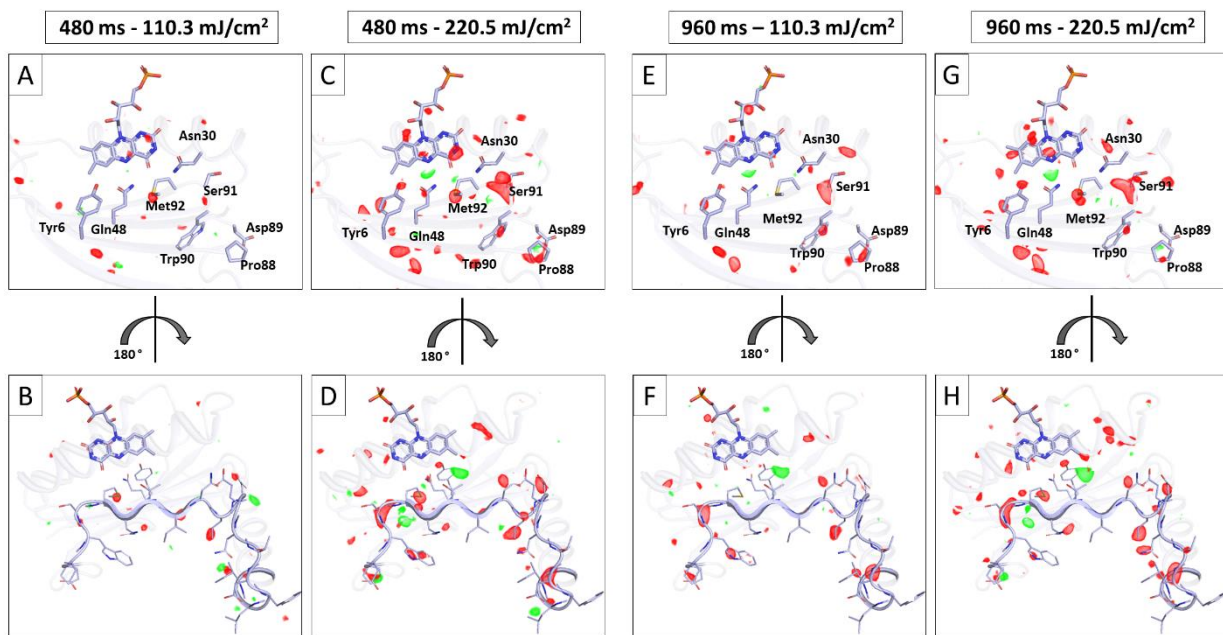 480 ms - 110.3 mJ/cm²
480 ms - 220.5 mJ/cm²
960 ms – 110.3 mJ/cm²
960 ms - 220.5 mJ/cm²
A
Asn30
Ser91
Met92
Tyr6
Gln48
Asp89
Trp90
Pro88
C
Asn30
Ser91
Met92
Tyr6
Gln48
Asp89
Trp90
Pro88
E
Asn30
Ser91
Met92
Tyr6
Gln48
Asp89
Trp90
Pro88
G
Asn30
Ser91
Met92
Tyr6
Gln48
Asp89
Trp90
Pro88
180°
180°
180°
180°
B
D
F
H